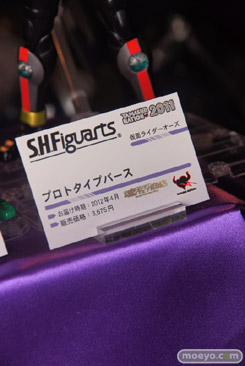 S.H.Figuarts
TAMASHII NATION 2011
仮面ライダーオーズ
プロトタイプバース
● お届け時期：2012年4月
● 販売価格：3,675円
moeyo.com